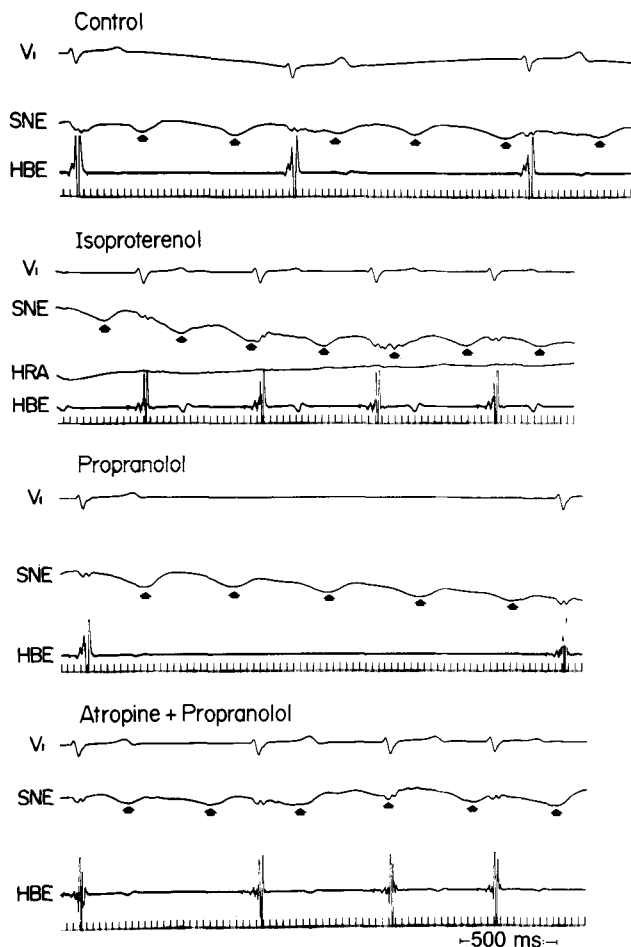 Control
V₁
SNE
HBE
Isoproterenol
V₁
SNE
HRA
HBE
Propranolol
V₁
SNE
HBE
Atropine + Propranolol
V₁
SNE
HBE
500 ms